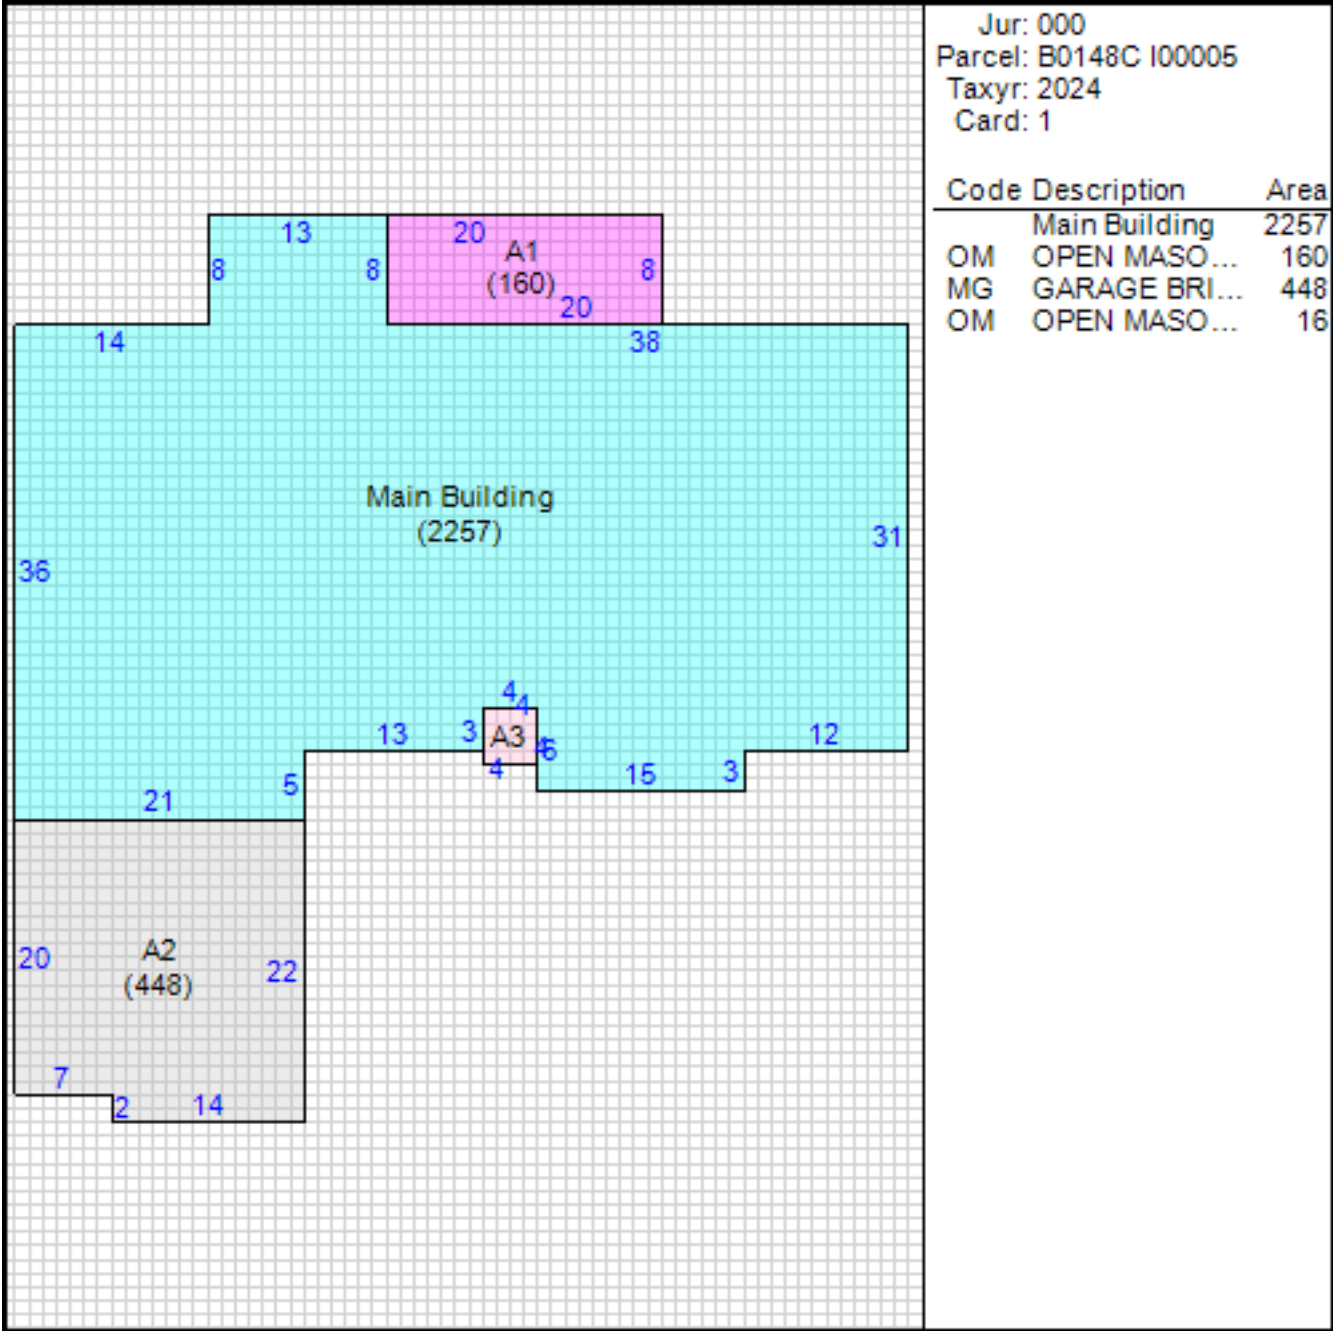 Jur: 000
Parcel: B0148C I00005
Taxyr: 2024
Card: 1
Code Description Area
Main Building 2257
OM OPEN MASO... 160
MG GARAGE BRI... 448
OM OPEN MASO... 16
13 20
A1
8 8 8
(160)
20
14 38
Main Building
(2257)
31
36
4
4
13 3 A3 12
4 6
4 15 3
5
21
A2
20 22
(448)
7
2 14